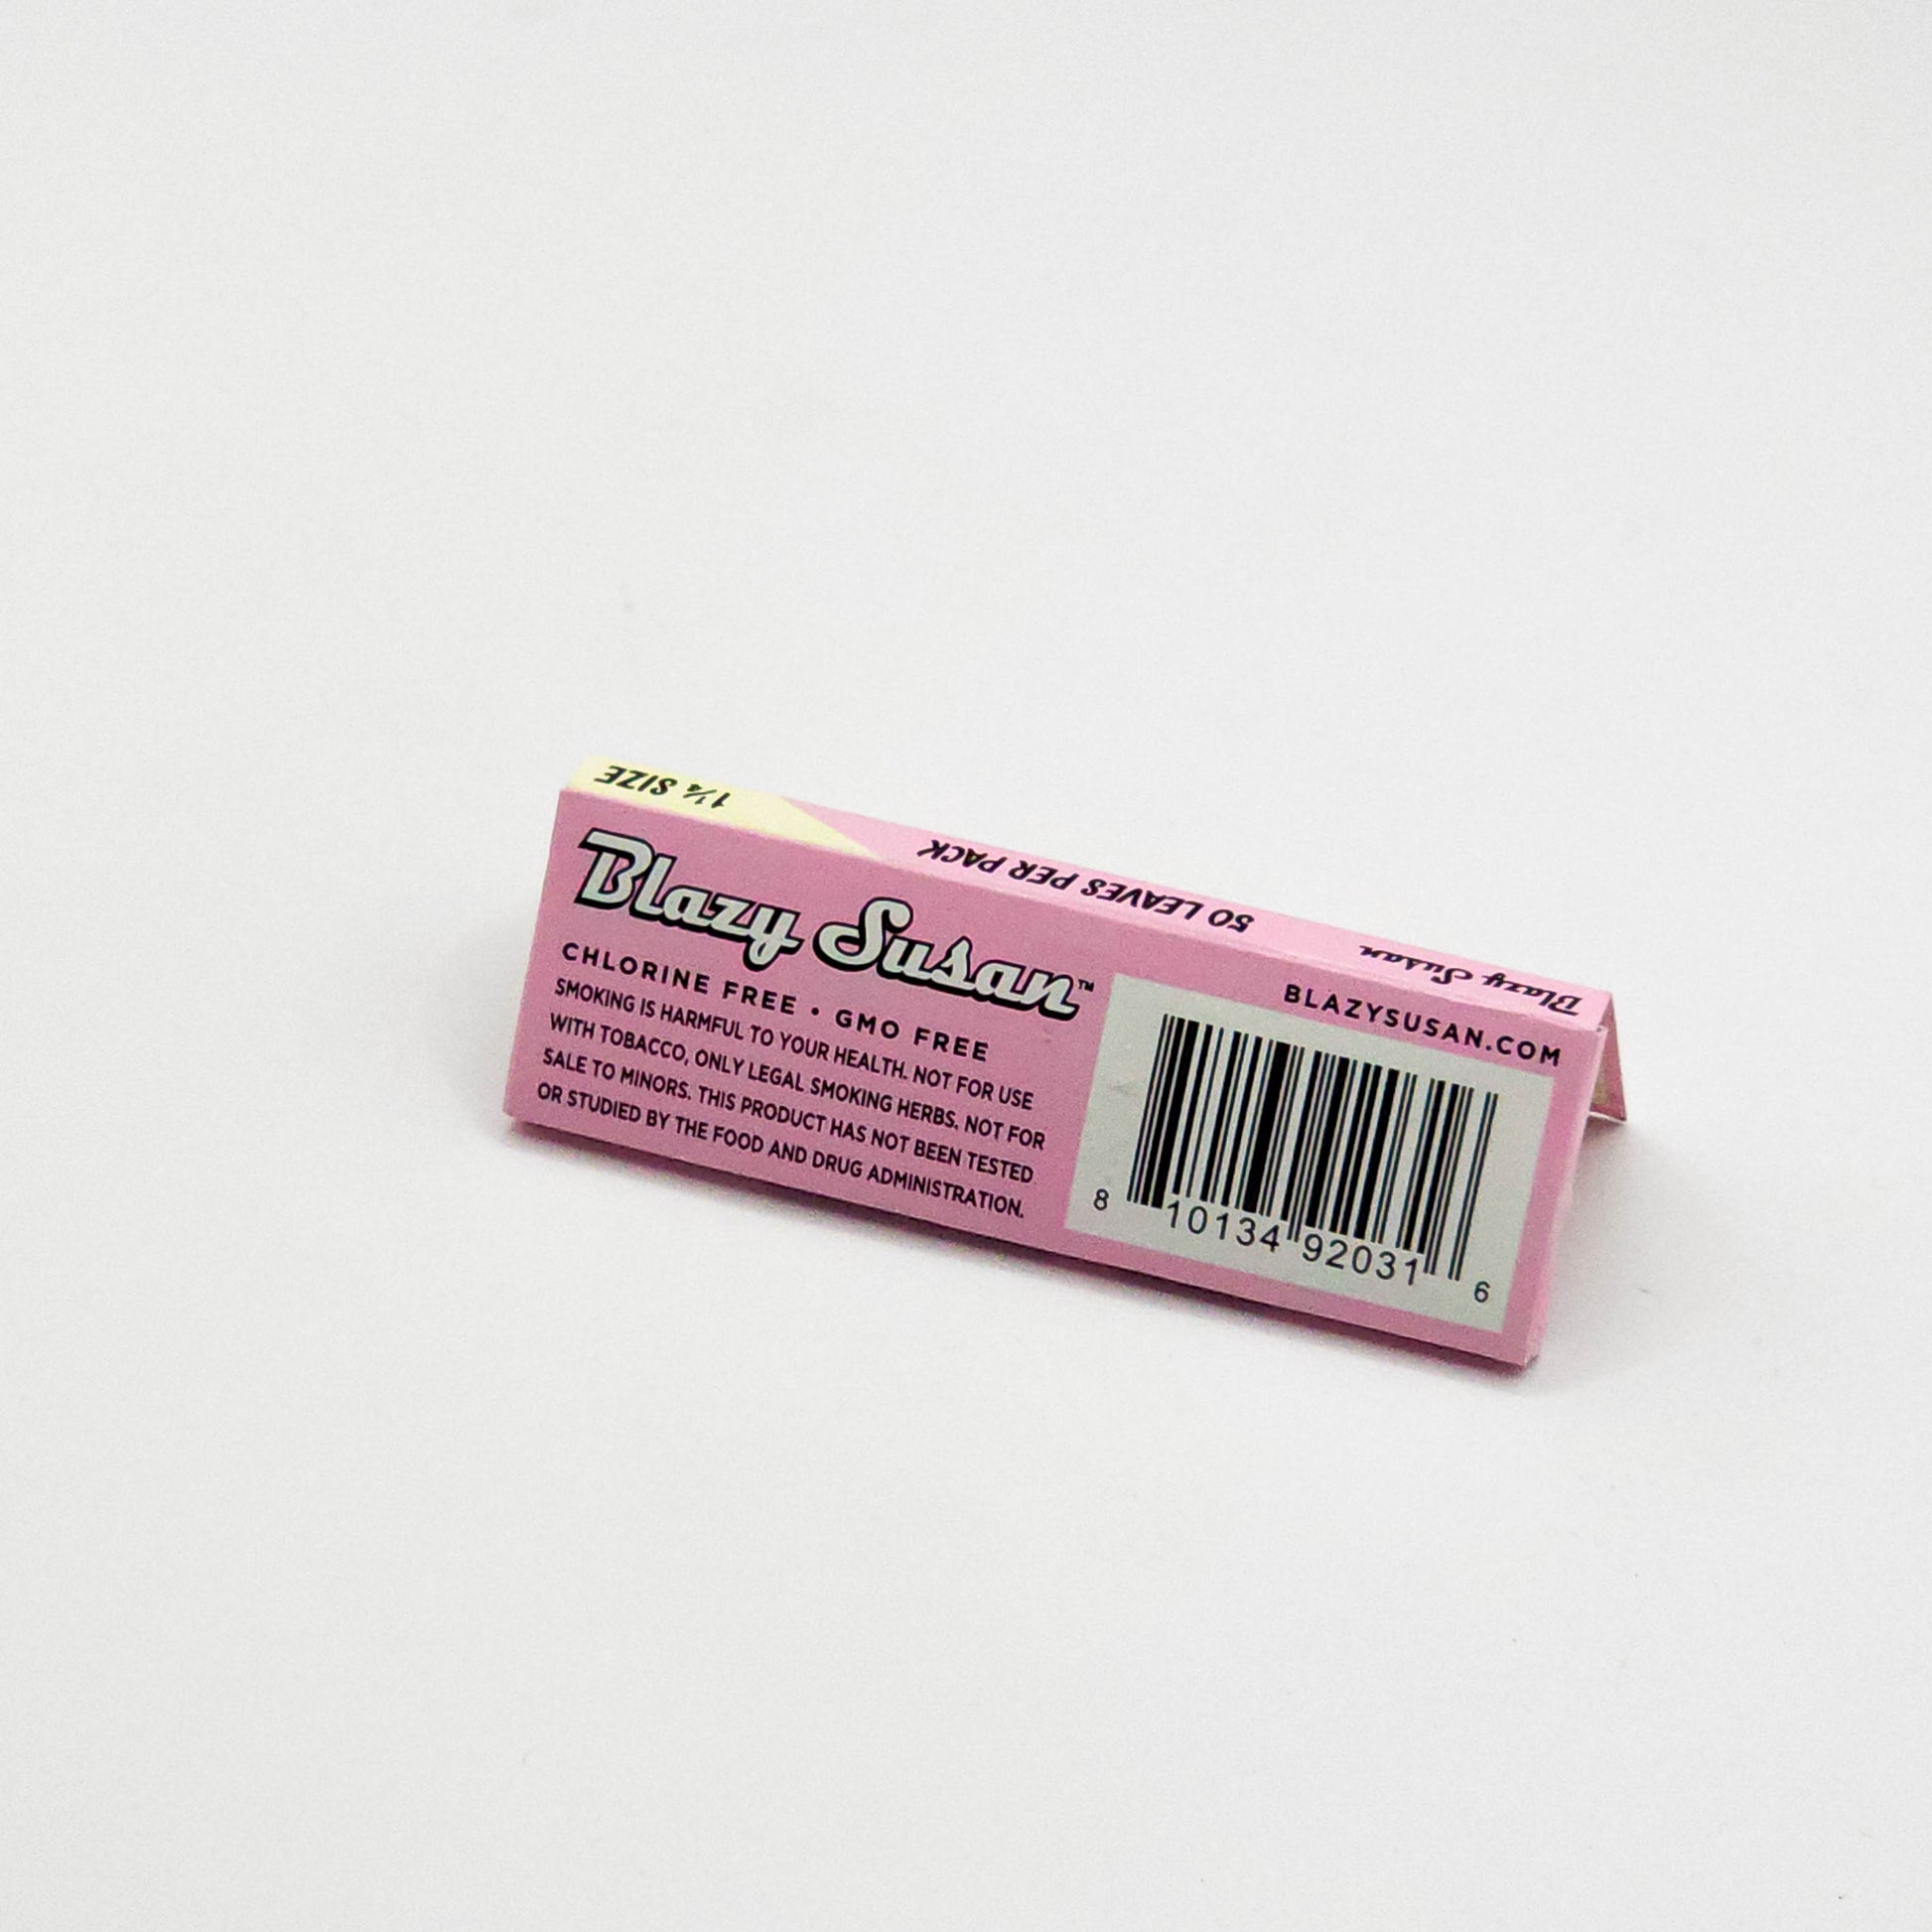 1¼ SIZE
50 LEAVES PER PACK
Blazy Susan
Blazy Susan™
CHLORINE FREE • GMO FREE
SMOKING IS HARMFUL TO YOUR HEALTH. NOT FOR USE
WITH TOBACCO, ONLY LEGAL SMOKING HERBS. NOT FOR
SALE TO MINORS. THIS PRODUCT HAS NOT BEEN TESTED
OR STUDIED BY THE FOOD AND DRUG ADMINISTRATION.
BLAZYSUSAN.COM
8 10134 92031 6